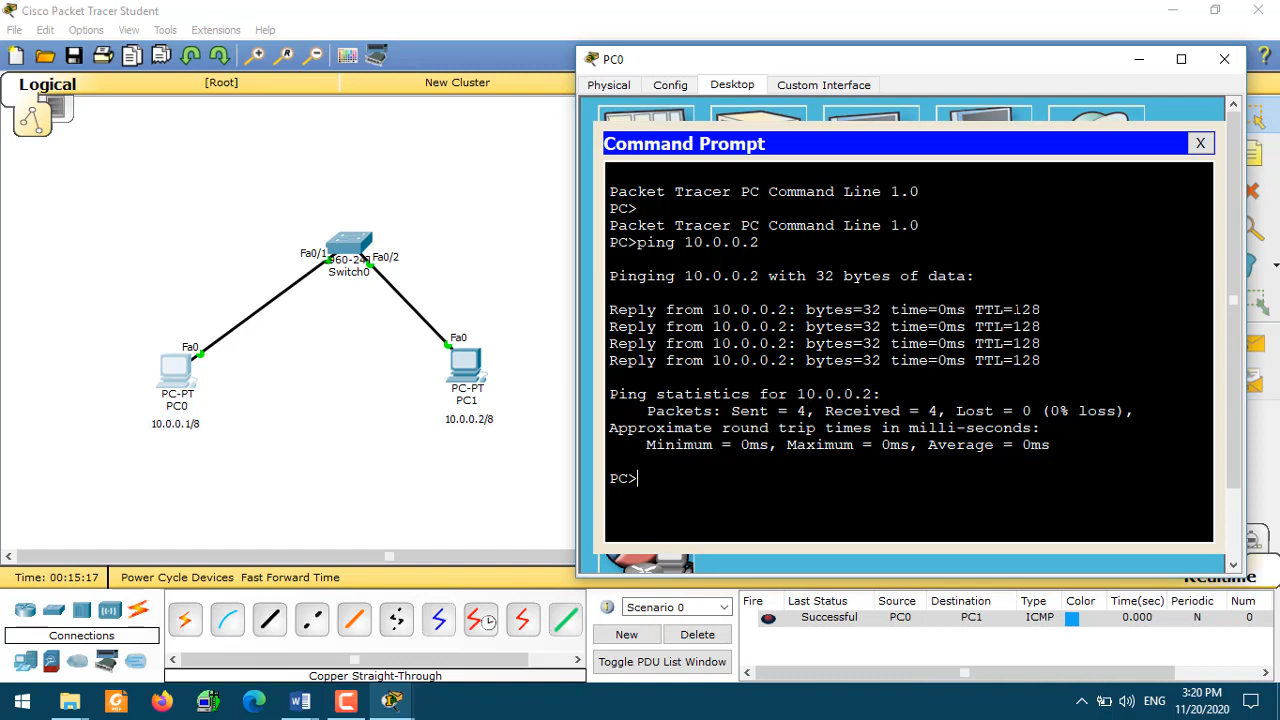 Cisco Packet Tracer Student
File Edit Options View Tools Extensions Help
Logical [Root] New Cluster
Fa0/1 Fa0/2
Switch0
Fa0
PC-PT
PC0
10.0.0.1/8
Fa0
PC-PT
PC1
10.0.0.2/8
PC0
Physical Config Desktop Custom Interface
Command Prompt X
Packet Tracer PC Command Line 1.0
PC>
Packet Tracer PC Command Line 1.0
PC>ping 10.0.0.2
Pinging 10.0.0.2 with 32 bytes of data:
Reply from 10.0.0.2: bytes=32 time=0ms TTL=128
Reply from 10.0.0.2: bytes=32 time=0ms TTL=128
Reply from 10.0.0.2: bytes=32 time=0ms TTL=128
Reply from 10.0.0.2: bytes=32 time=0ms TTL=128
Ping statistics for 10.0.0.2:
Packets: Sent = 4, Received = 4, Lost = 0 (0% loss),
Approximate round trip times in milli-seconds:
Minimum = 0ms, Maximum = 0ms, Average = 0ms
PC>
Time: 00:15:17 Power Cycle Devices Fast Forward Time
Realtime
Connections
Copper Straight-Through
Scenario 0
New Delete
Toggle PDU List Window
Fire Last Status Source Destination Type Color Time(sec) Periodic Num
Successful PC0 PC1 ICMP 0.000 N 0
ENG
3:20 PM
11/20/2020